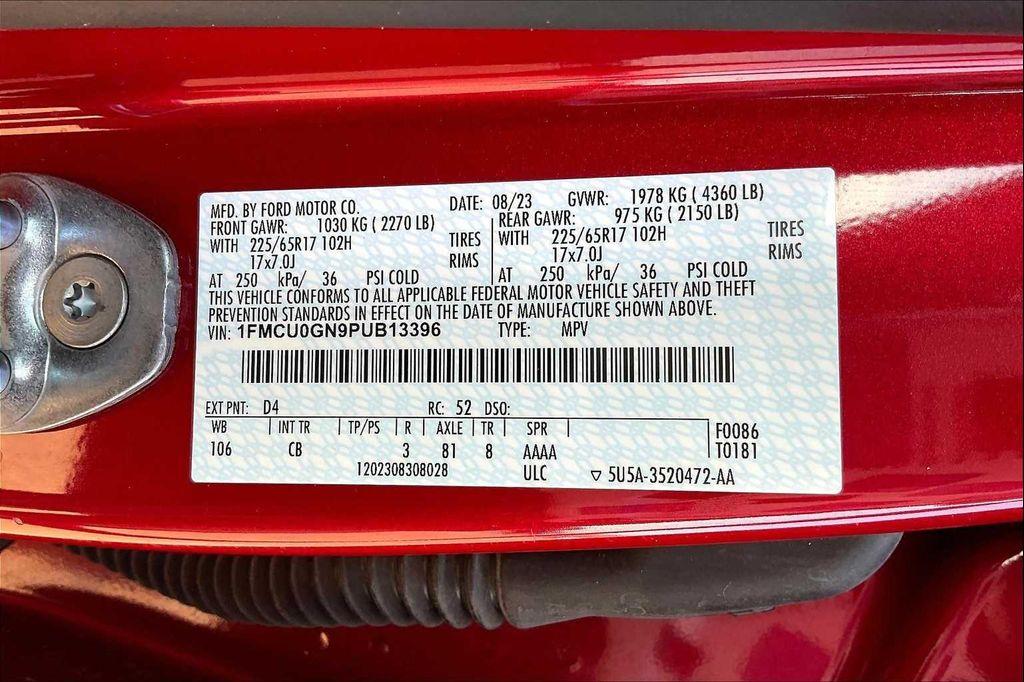 MFD. BY FORD MOTOR CO. DATE: 08/23 GVWR: 1978 KG ( 4360 LB)
FRONT GAWR: 1030 KG ( 2270 LB) REAR GAWR: 975 KG ( 2150 LB)
WITH 225/65R17 102H TIRES WITH 225/65R17 102H TIRES
17x7.0J RIMS 17x7.0J RIMS
AT 250 kPa/ 36 PSI COLD AT 250 kPa/ 36 PSI COLD
THIS VEHICLE CONFORMS TO ALL APPLICABLE FEDERAL MOTOR VEHICLE SAFETY AND THEFT
PREVENTION STANDARDS IN EFFECT ON THE DATE OF MANUFACTURE SHOWN ABOVE.
VIN: 1FMCU0GN9PUB13396 TYPE: MPV
EXT PNT: D4 RC: 52 DSO:
WB INT TR TP/PS R AXLE TR SPR F0086
106 CB 3 81 8 AAAA T0181
1202308308028 ULC ▽ 5U5A-3520472-AA